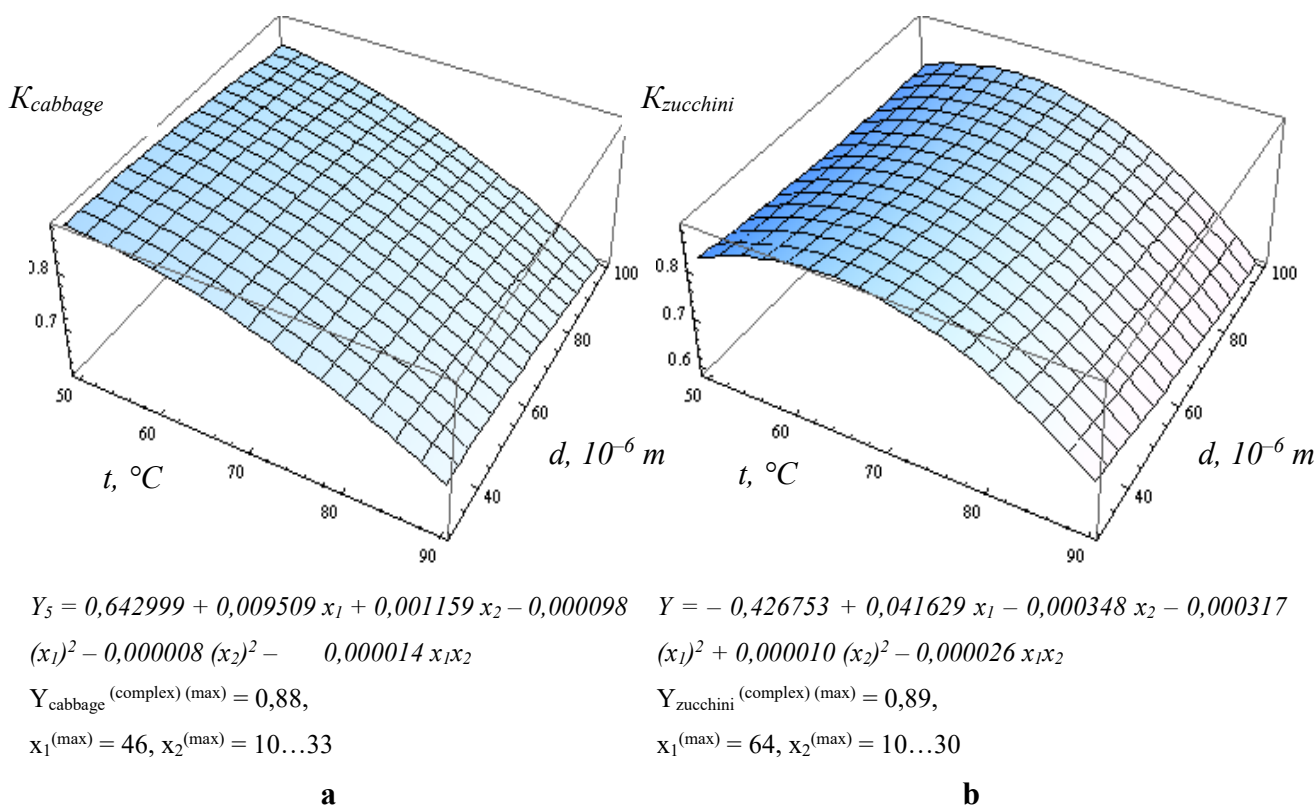 K_cabbage
0.8
0.7
50
60
70
80
90
t, °C
40
60
80
100
d, 10⁻⁶ m
Y₅ = 0,642999 + 0,009509 x₁ + 0,001159 x₂ – 0,000098
(x₁)² – 0,000008 (x₂)² – 0,000014 x₁x₂
Y_cabbage ^(complex) (max) = 0,88,
x₁^(max) = 46, x₂^(max) = 10…33
a
K_zucchini
0.8
0.7
0.6
50
60
70
80
90
t, °C
40
60
80
100
d, 10⁻⁶ m
Y = – 0,426753 + 0,041629 x₁ – 0,000348 x₂ – 0,000317
(x₁)² + 0,000010 (x₂)² – 0,000026 x₁x₂
Y_zucchini ^(complex) (max) = 0,89,
x₁^(max) = 64, x₂^(max) = 10…30
b